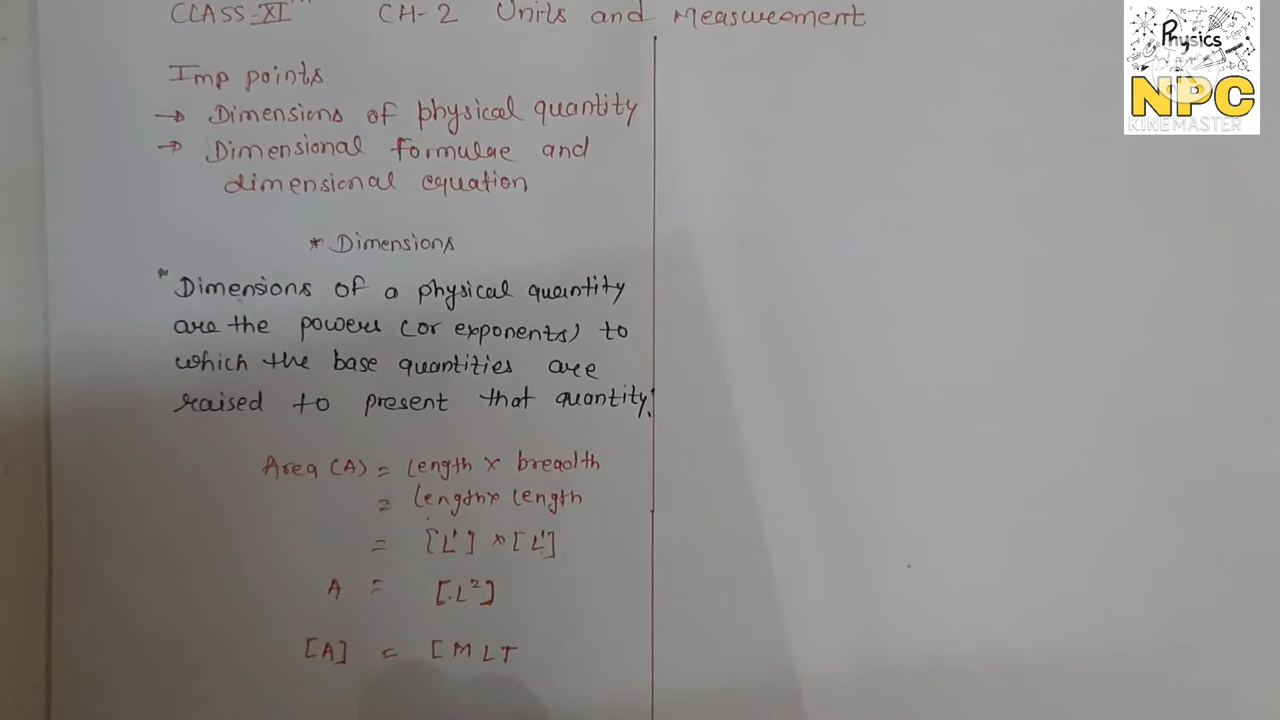 CLASS-XI CH-2 Units and Measurement
Imp points
→ Dimensions of physical quantity
→ Dimensional formulae and
dimensional equation
* Dimensions
"Dimensions of a physical quantity
are the powers (or exponents) to
which the base quantities are
raised to present that quantity.
Area (A) = Length × breadth
= Length × Length
= [L¹] × [L¹]
A = [L²]
[A] = [M L T
Physics
NPC
KINEMASTER